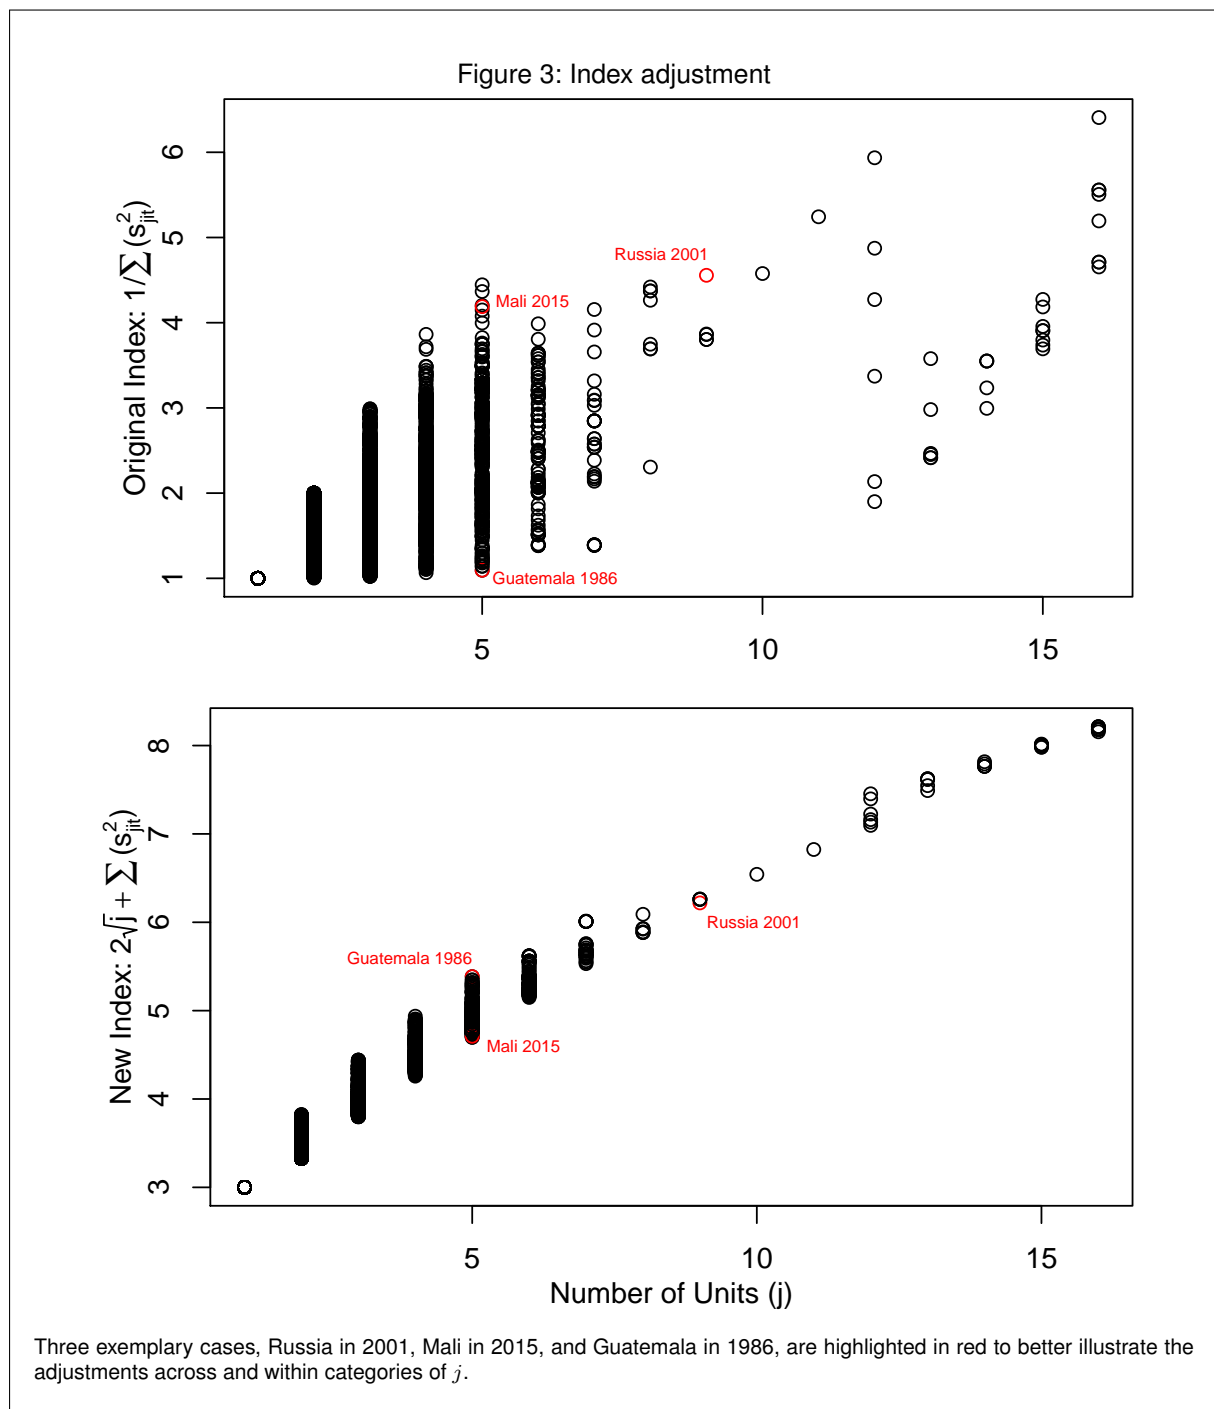 Figure 3: Index adjustment
Original Index: 1/∑(s²jit)
6
5
4
3
2
1
Russia 2001
Mali 2015
Guatemala 1986
5 10 15
New Index: 2√j + ∑(s²jit)
8
7
6
5
4
3
Guatemala 1986
Russia 2001
Mali 2015
5 10 15
Number of Units (j)
Three exemplary cases, Russia in 2001, Mali in 2015, and Guatemala in 1986, are highlighted in red to better illustrate the
adjustments across and within categories of j.